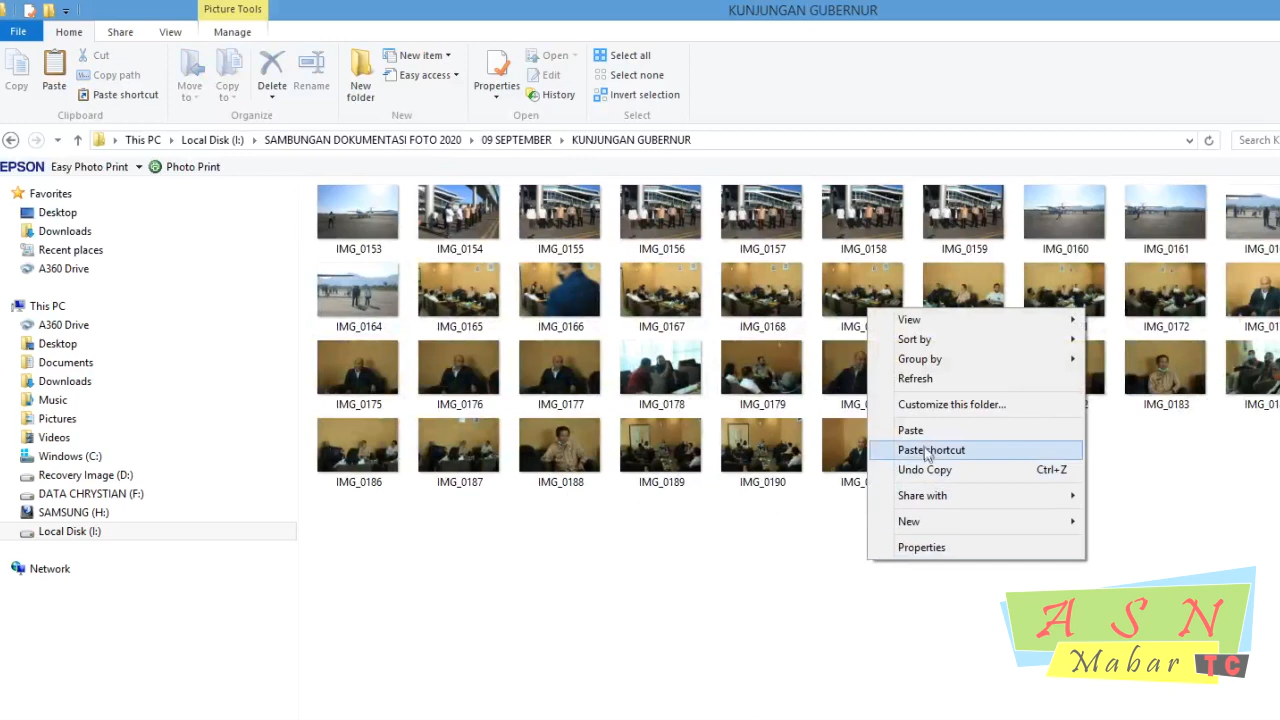 Picture Tools
KUNJUNGAN GUBERNUR
File Home Share View Manage
Copy
Paste
Cut
Copy path
Paste shortcut
Clipboard
Move to
Copy to
Delete
Rename
Organize
New folder
New item
Easy access
New
Properties
Open
Edit
History
Open
Select all
Select none
Invert selection
Select
This PC Local Disk (I:) SAMBUNGAN DOKUMENTASI FOTO 2020 09 SEPTEMBER KUNJUNGAN GUBERNUR
Search K
EPSON Easy Photo Print Photo Print
Favorites
Desktop
Downloads
Recent places
A360 Drive
This PC
A360 Drive
Desktop
Documents
Downloads
Music
Pictures
Videos
Windows (C:)
Recovery Image (D:)
DATA CHRYSTIAN (F:)
SAMSUNG (H:)
Local Disk (I:)
Network
IMG_0153 IMG_0154 IMG_0155 IMG_0156 IMG_0157 IMG_0158 IMG_0159 IMG_0160 IMG_0161
IMG_0164 IMG_0165 IMG_0166 IMG_0167 IMG_0168 IMG_0172
IMG_0175 IMG_0176 IMG_0177 IMG_0178 IMG_0179 IMG_0183
IMG_0186 IMG_0187 IMG_0188 IMG_0189 IMG_0190
View
Sort by
Group by
Refresh
Customize this folder...
Paste
Paste shortcut
Undo Copy Ctrl+Z
Share with
New
Properties
ASN
Mabar TC